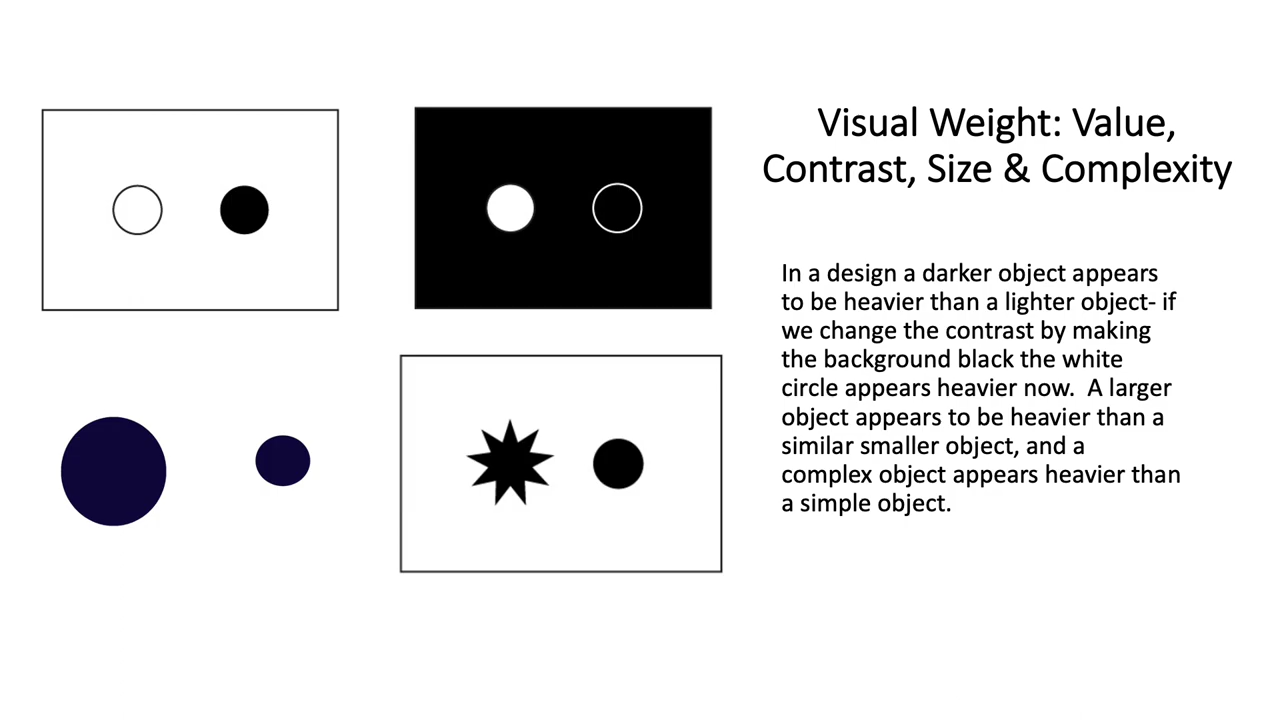 Visual Weight: Value,
Contrast, Size & Complexity
In a design a darker object appears
to be heavier than a lighter object- if
we change the contrast by making
the background black the white
circle appears heavier now.  A larger
object appears to be heavier than a
similar smaller object, and a
complex object appears heavier than
a simple object.